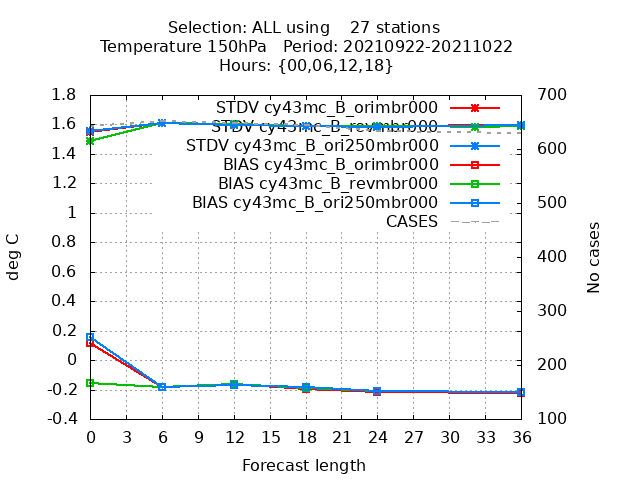 Selection: ALL using    27 stations
Temperature 150hPa   Period: 20210922-20211022
Hours: {00,06,12,18}
1.8
1.6
1.4
1.2
1
0.8
0.6
0.4
0.2
0
-0.2
-0.4
deg C
STDV cy43mc_B_orimbr000
STDV cy43mc_B_revmbr000
STDV cy43mc_B_ori250mbr000
BIAS cy43mc_B_orimbr000
BIAS cy43mc_B_revmbr000
BIAS cy43mc_B_ori250mbr000
CASES
700
600
500
400
300
200
100
No cases
0 3 6 9 12 15 18 21 24 27 30 33 36
Forecast length